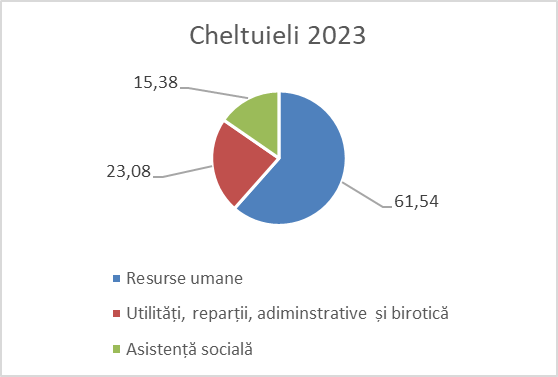 Cheltuieli 2023
15,38
23,08
61,54
Resurse umane
Utilități, reparții, adiminstrative și birotică
Asistență socială